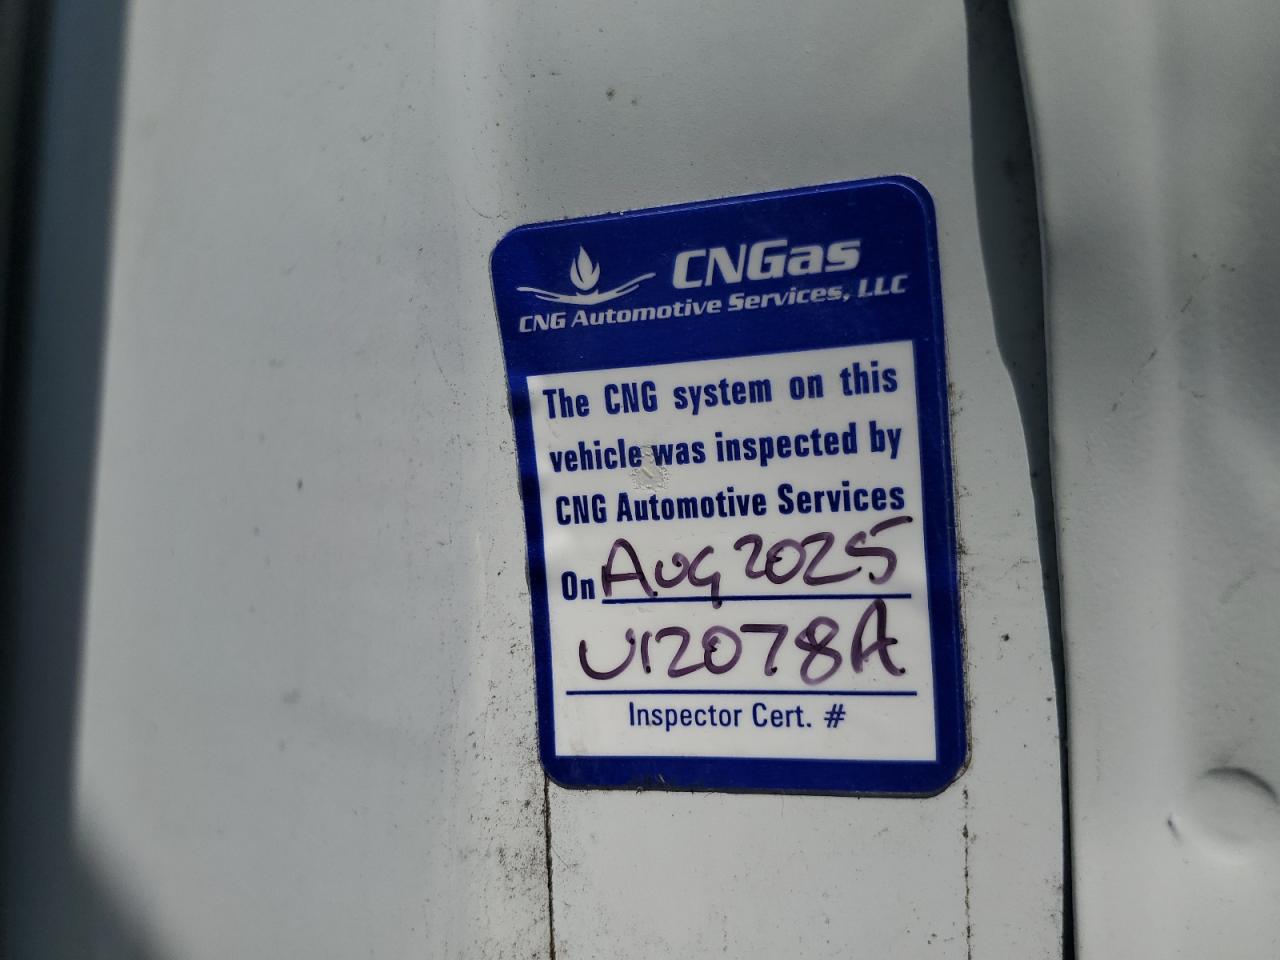 CNGas
CNG Automotive Services, LLC
The CNG system on this
vehicle was inspected by
CNG Automotive Services
On Aug 2025
U12078A
Inspector Cert. #